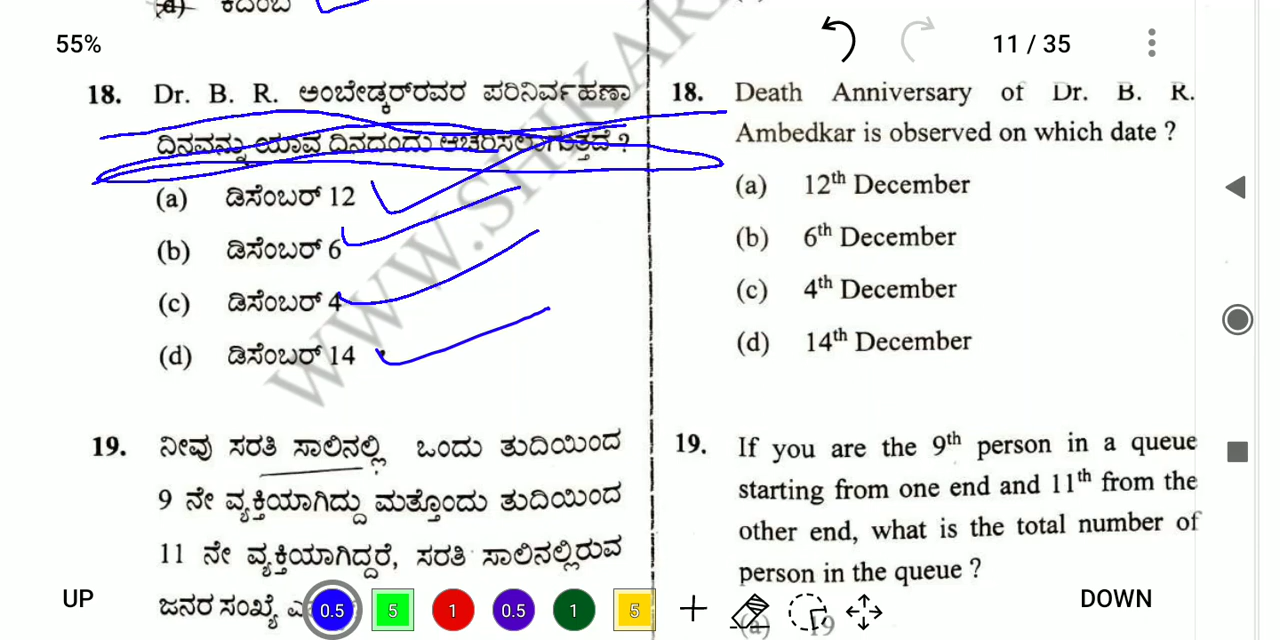 (d) ಕದಂಬ
55%
11 / 35
18. Dr. B. R. ಅಂಬೇಡ್ಕರ್‌ರವರ ಪರಿನಿರ್ವಹಣಾ
ದಿನವನ್ನು ಯಾವ ದಿನದಂದು ಆಚರಿಸಲಾಗುತ್ತದೆ ?
(a) ಡಿಸೆಂಬರ್ 12
(b) ಡಿಸೆಂಬರ್ 6
(c) ಡಿಸೆಂಬರ್ 4
(d) ಡಿಸೆಂಬರ್ 14
19. ನೀವು ಸರತಿ ಸಾಲಿನಲ್ಲಿ ಒಂದು ತುದಿಯಿಂದ
9 ನೇ ವ್ಯಕ್ತಿಯಾಗಿದ್ದು ಮತ್ತೊಂದು ತುದಿಯಿಂದ
11 ನೇ ವ್ಯಕ್ತಿಯಾಗಿದ್ದರೆ, ಸರತಿ ಸಾಲಿನಲ್ಲಿರುವ
ಜನರ ಸಂಖ್ಯೆ
18. Death Anniversary of Dr. B. R.
Ambedkar is observed on which date ?
(a) 12th December
(b) 6th December
(c) 4th December
(d) 14th December
19. If you are the 9th person in a queue
starting from one end and 11th from the
other end, what is the total number of
person in the queue ?
(a) 19
WWW.SHIKARI
UP
0.5
5
1
0.5
1
5
DOWN